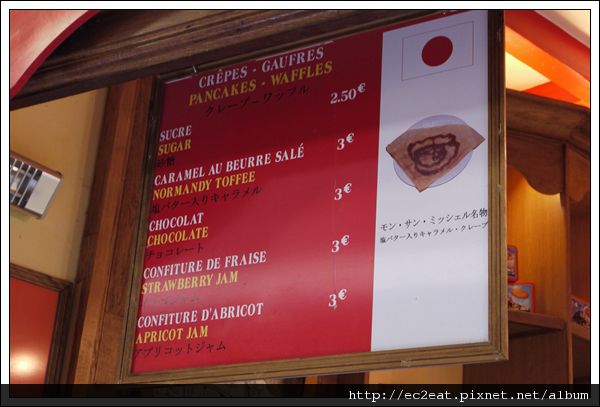 CRÊPES - GAUFRES
PANCAKES - WAFFLES
クレープ－ワッフル
SUCRE 2.50€
SUGAR
砂糖
CARAMEL AU BEURRE SALÉ 3€
NORMANDY TOFFEE
塩バター入りキャラメル
CHOCOLAT 3€
CHOCOLATE
チョコレート
CONFITURE DE FRAISE 3€
STRAWBERRY JAM
CONFITURE D'ABRICOT 3€
APRICOT JAM
アプリコットジャム
モン・サン・ミッシェル名物
塩バター入りキャラメル・クレープ
http://ec2eat.pixnet.net/album